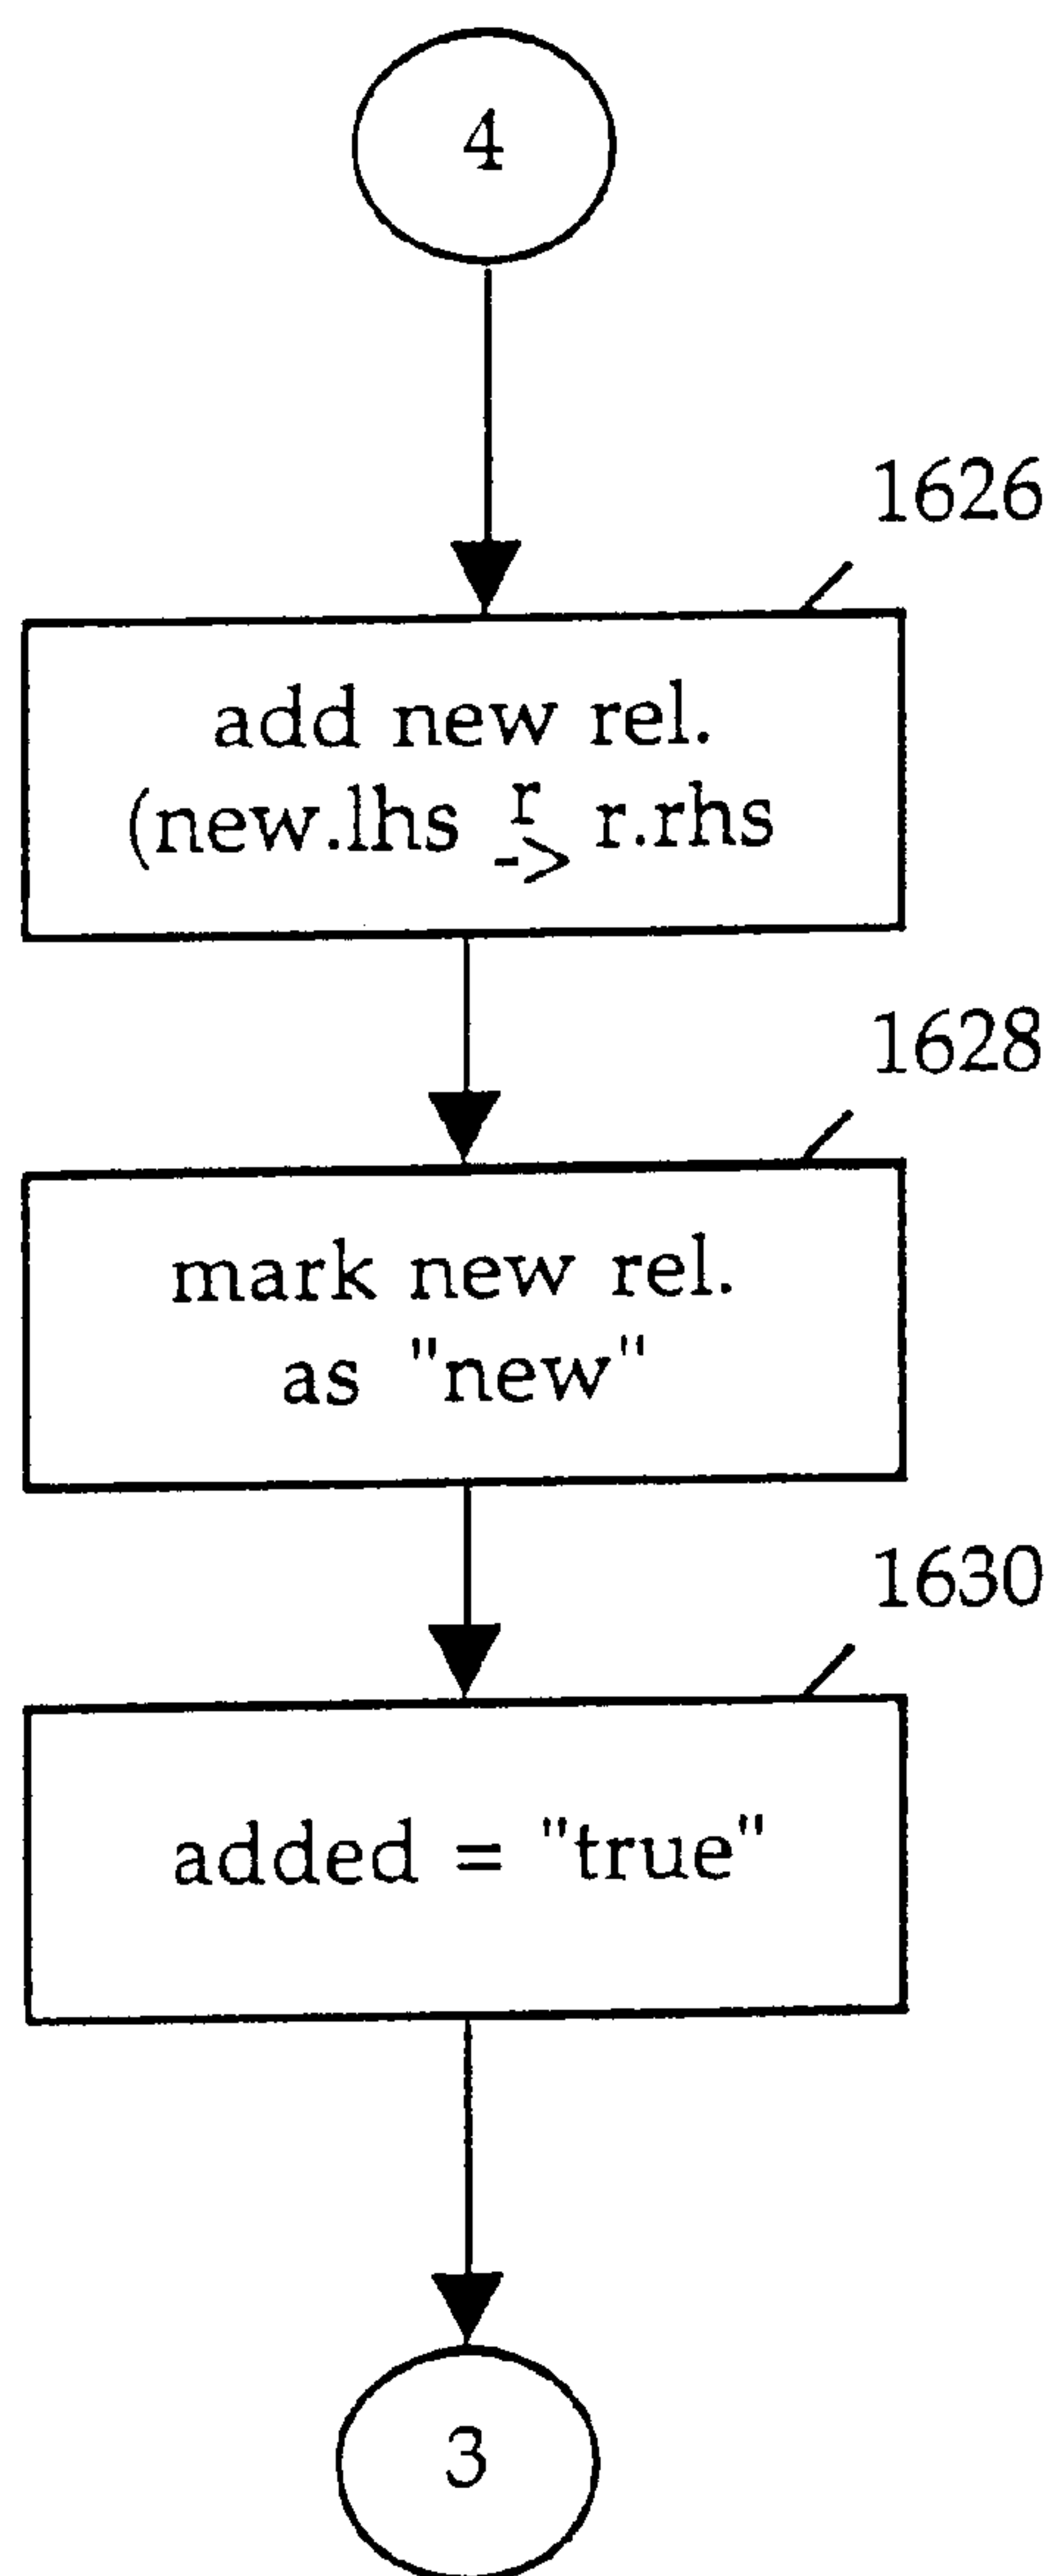 4
1626
add new rel.
(new.lhs r -> r.rhs
1628
mark new rel.
as "new"
1630
added = "true"
3